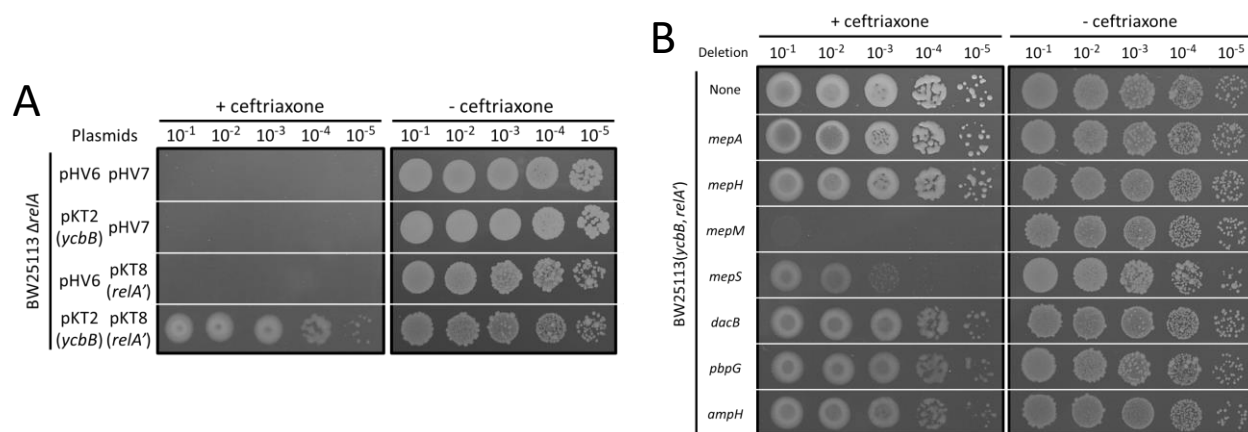 A
+ ceftriaxone - ceftriaxone
Plasmids 10⁻¹ 10⁻² 10⁻³ 10⁻⁴ 10⁻⁵ 10⁻¹ 10⁻² 10⁻³ 10⁻⁴ 10⁻⁵
BW25113 ΔrelA
pHV6 pHV7
pKT2 pHV7
(ycbB)
pHV6 pKT8
(relA')
pKT2 pKT8
(ycbB) (relA')
B
+ ceftriaxone - ceftriaxone
Deletion 10⁻¹ 10⁻² 10⁻³ 10⁻⁴ 10⁻⁵ 10⁻¹ 10⁻² 10⁻³ 10⁻⁴ 10⁻⁵
BW25113(ycbB, relA')
None
mepA
mepH
mepM
mepS
dacB
pbpG
ampH